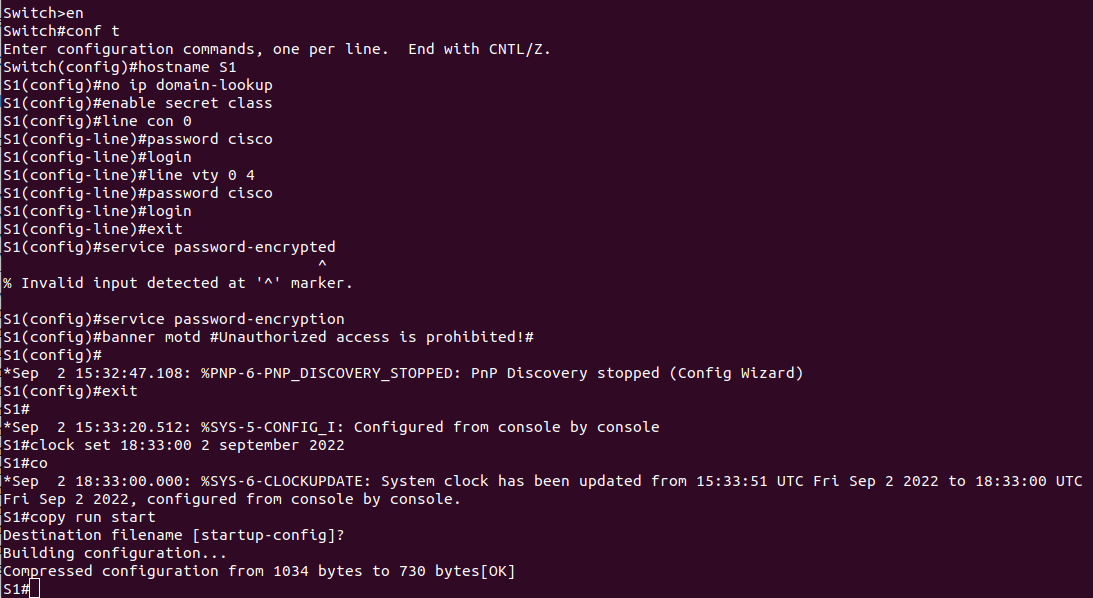 Switch>en
Switch#conf t
Enter configuration commands, one per line.  End with CNTL/Z.
Switch(config)#hostname S1
S1(config)#no ip domain-lookup
S1(config)#enable secret class
S1(config)#line con 0
S1(config-line)#password cisco
S1(config-line)#login
S1(config-line)#line vty 0 4
S1(config-line)#password cisco
S1(config-line)#login
S1(config-line)#exit
S1(config)#service password-encrypted
                                   ^
% Invalid input detected at '^' marker.

S1(config)#service password-encryption
S1(config)#banner motd #Unauthorized access is prohibited!#
S1(config)#
*Sep  2 15:32:47.108: %PNP-6-PNP_DISCOVERY_STOPPED: PnP Discovery stopped (Config Wizard)
S1(config)#exit
S1#
*Sep  2 15:33:20.512: %SYS-5-CONFIG_I: Configured from console by console
S1#clock set 18:33:00 2 september 2022
S1#co
*Sep  2 18:33:00.000: %SYS-6-CLOCKUPDATE: System clock has been updated from 15:33:51 UTC Fri Sep 2 2022 to 18:33:00 UTC
Fri Sep 2 2022, configured from console by console.
S1#copy run start
Destination filename [startup-config]?
Building configuration...
Compressed configuration from 1034 bytes to 730 bytes[OK]
S1#